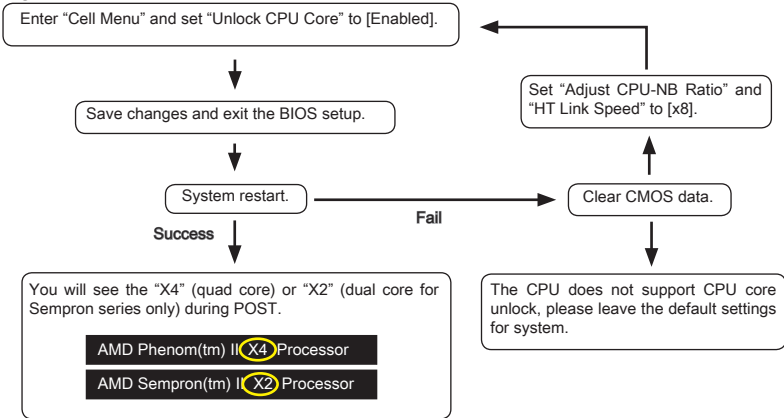 Enter “Cell Menu” and set “Unlock CPU Core” to [Enabled].
Set “Adjust CPU-NB Ratio” and
“HT Link Speed” to [x8].
Save changes and exit the BIOS setup.
System restart.
Fail
Clear CMOS data.
Success
You will see the “X4” (quad core) or “X2” (dual core for
Sempron series only) during POST.
AMD Phenom(tm) II X4 Processor
AMD Sempron(tm) II X2 Processor
The CPU does not support CPU core
unlock, please leave the default settings
for system.